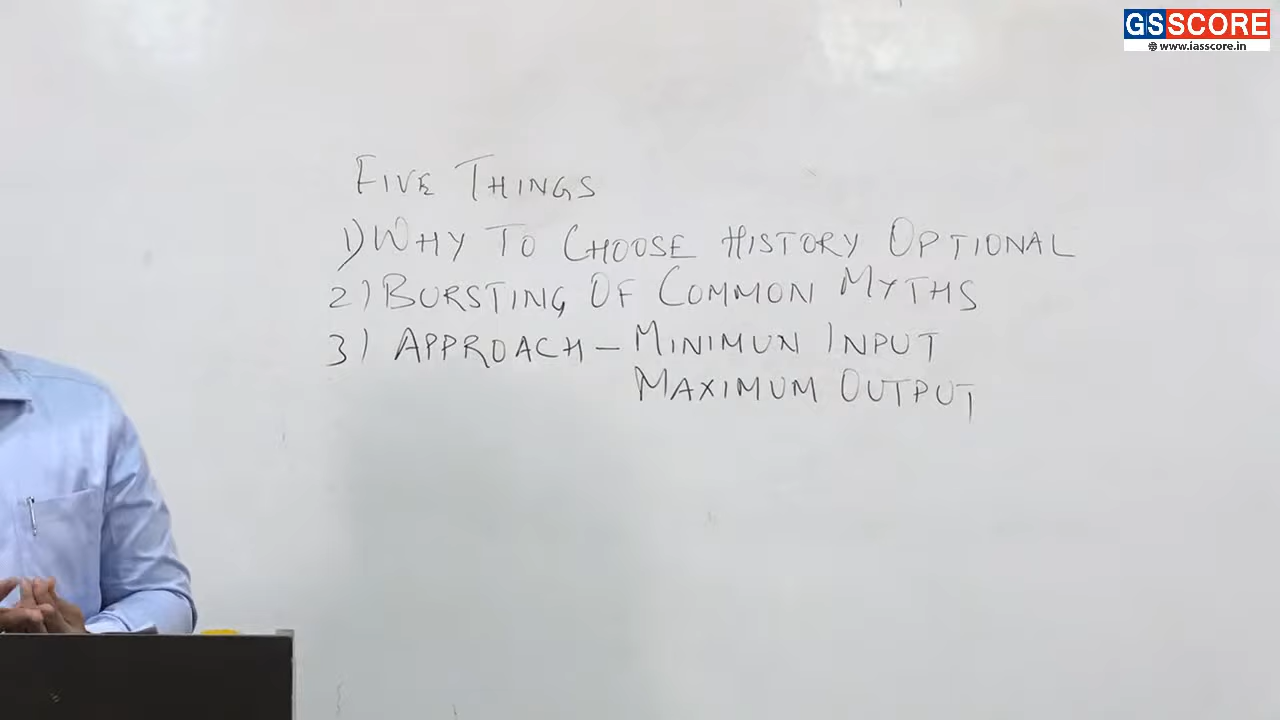 GSSCORE
www.iasscore.in
FIVE THINGS
1) WHY TO CHOOSE HISTORY OPTIONAL
2) BURSTING OF COMMON MYTHS
3) APPROACH – MINIMUN INPUT
MAXIMUM OUTPUT